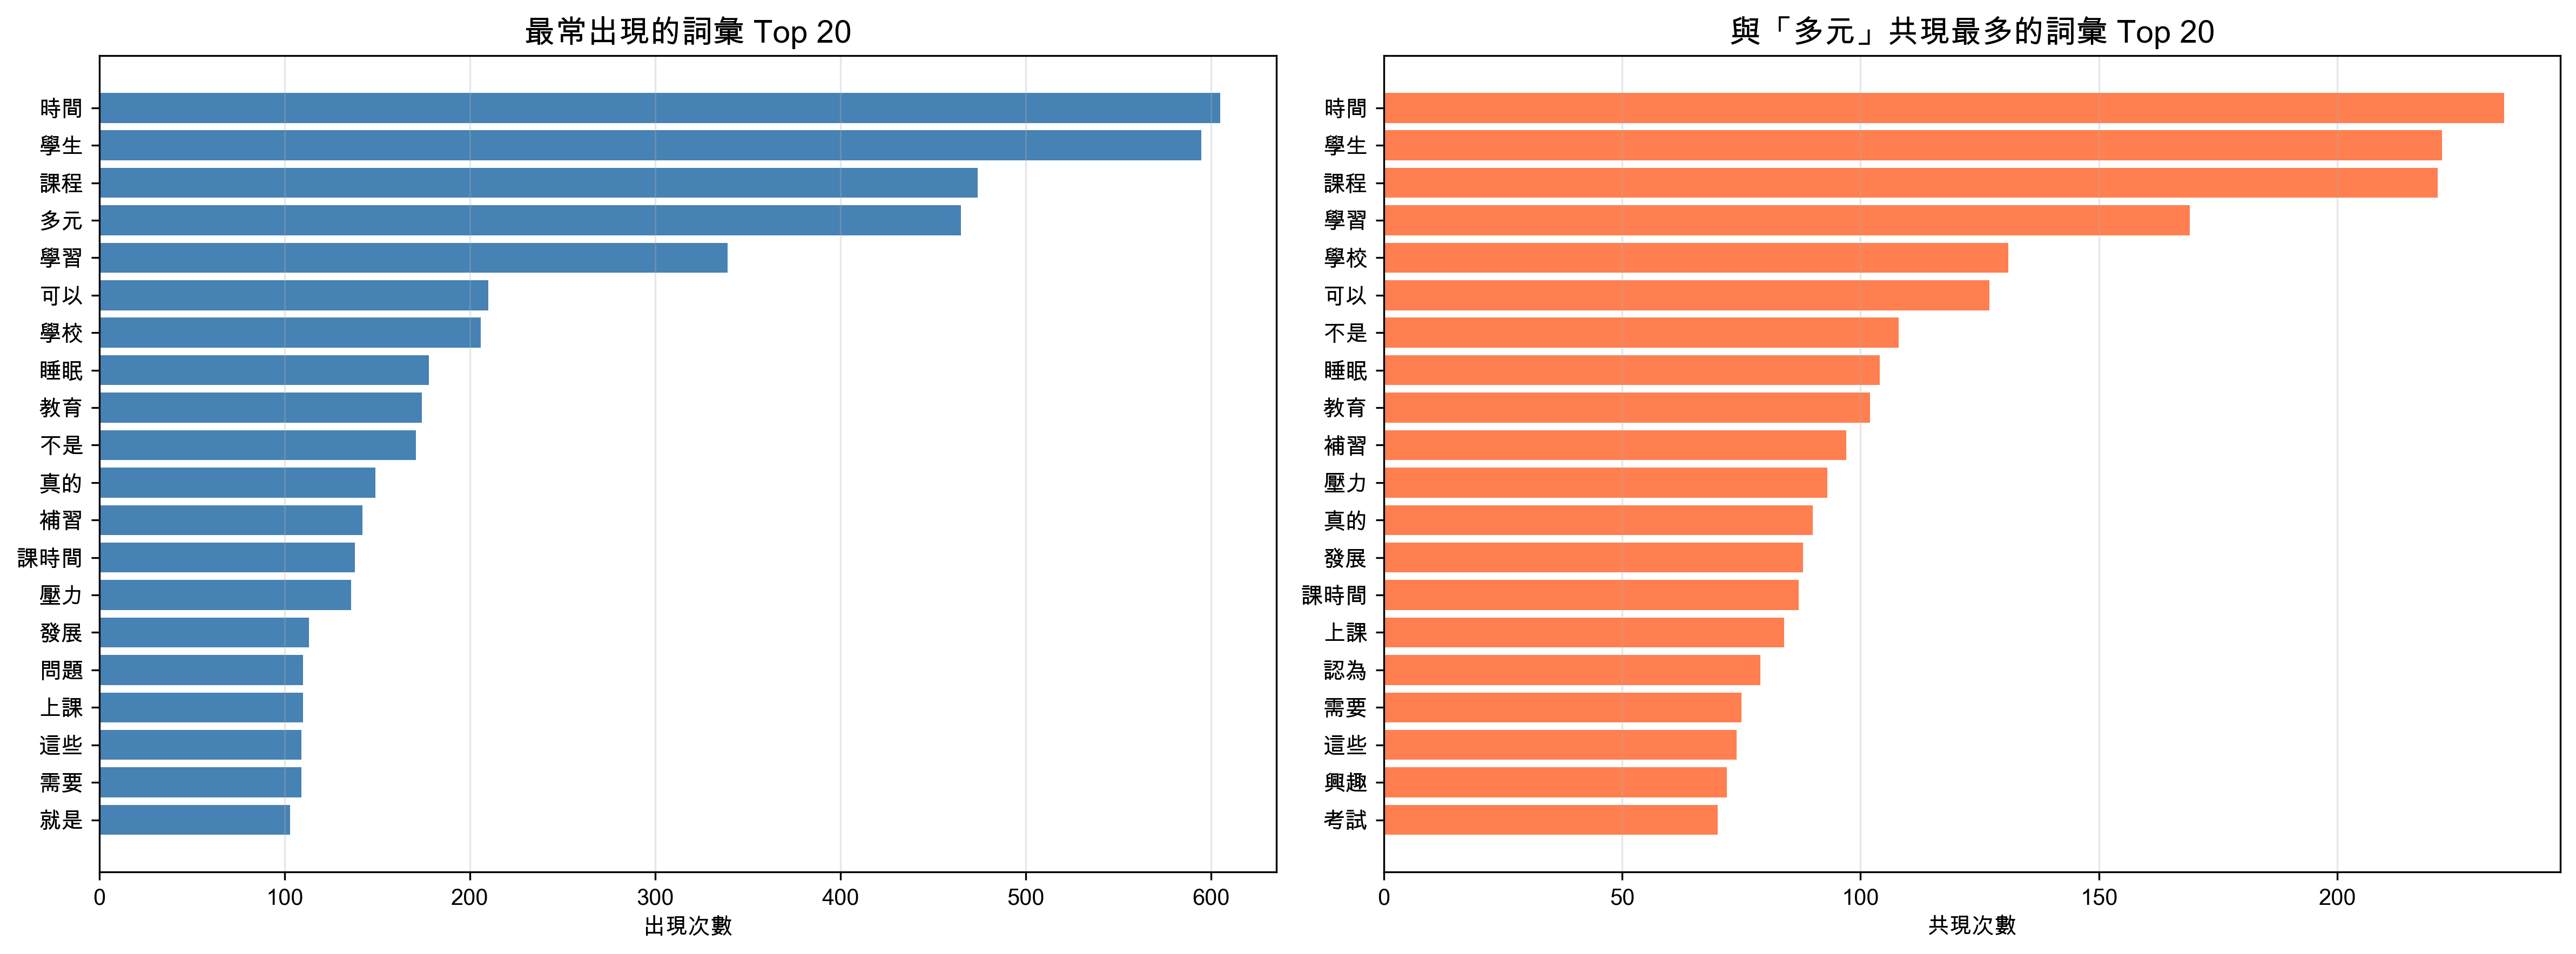 最常出現的詞彙 Top 20
時間
學生
課程
多元
學習
可以
學校
睡眠
教育
不是
真的
補習
課時間
壓力
發展
問題
上課
這些
需要
就是
0 100 200 300 400 500 600
出現次數
與「多元」共現最多的詞彙 Top 20
時間
學生
課程
學習
學校
可以
不是
睡眠
教育
補習
壓力
真的
發展
課時間
上課
認為
需要
這些
興趣
考試
0 50 100 150 200
共現次數